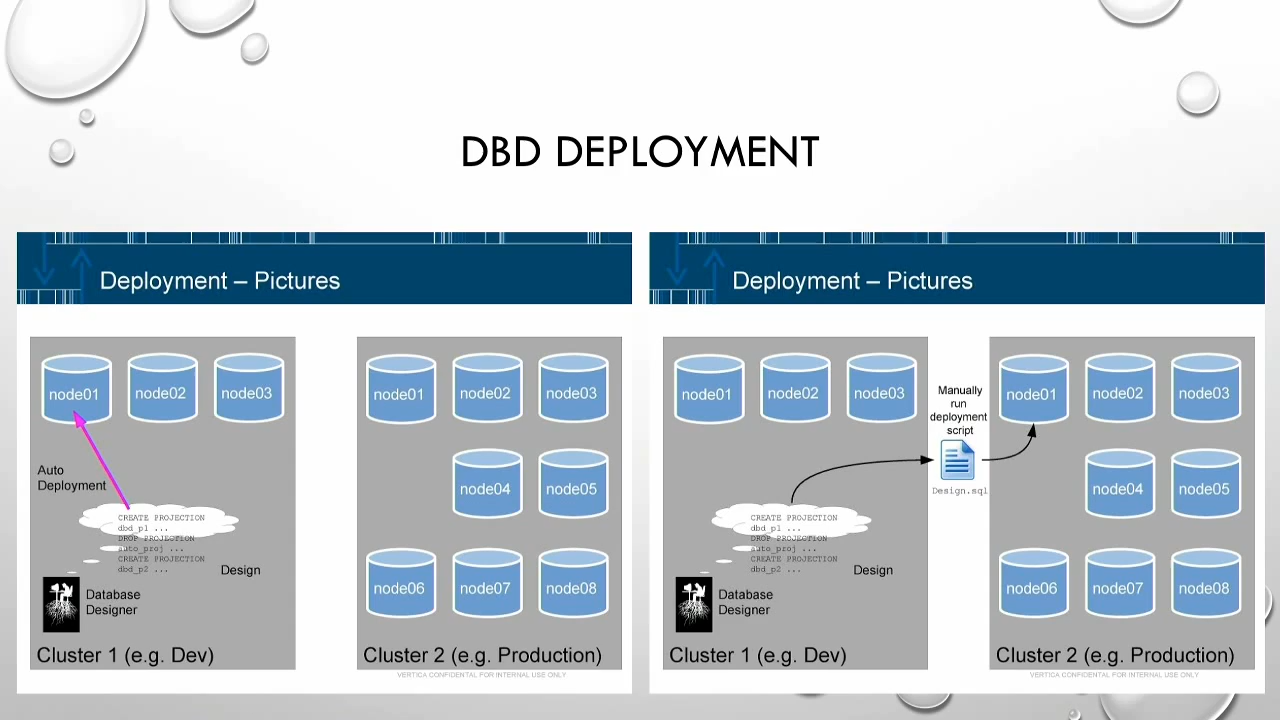 DBD DEPLOYMENT
Deployment – Pictures
node01
node02
node03
Auto
Deployment
CREATE PROJECTION
dbd_p1 ...
DROP PROJECTION
auto_proj ...
CREATE PROJECTION
dbd_p2 ...
Design
Database
Designer
Cluster 1 (e.g. Dev)
node01
node02
node03
node04
node05
node06
node07
node08
Cluster 2 (e.g. Production)
VERTICA CONFIDENTIAL FOR INTERNAL USE ONLY
Deployment – Pictures
node01
node02
node03
CREATE PROJECTION
dbd_p1 ...
DROP PROJECTION
auto_proj ...
CREATE PROJECTION
dbd_p2 ...
Design
Database
Designer
Cluster 1 (e.g. Dev)
Manually
run
deployment
script
Design.sql
node01
node02
node03
node04
node05
node06
node07
node08
Cluster 2 (e.g. Production)
VERTICA CONFIDENTIAL FOR INTERNAL USE ONLY